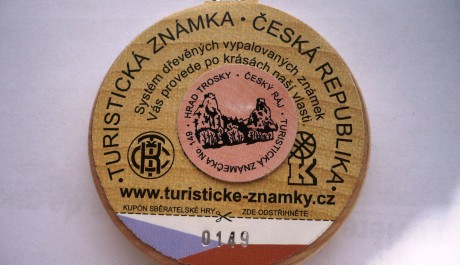 • TURISTICKÁ ZNÁMKA • ČESKÁ REPUBLIKA •
Systém dřevěných vypalovaných známek
Vás provede po krásách naší vlasti
HRAD TROSKY • ČESKÝ RÁJ • TURISTICKÁ ZNÁMEČKA No 149 •
www.turisticke-znamky.cz
KUPÓN SBĚRATELSKÉ HRY ZDE ODSTŘIHNĚTE
0149